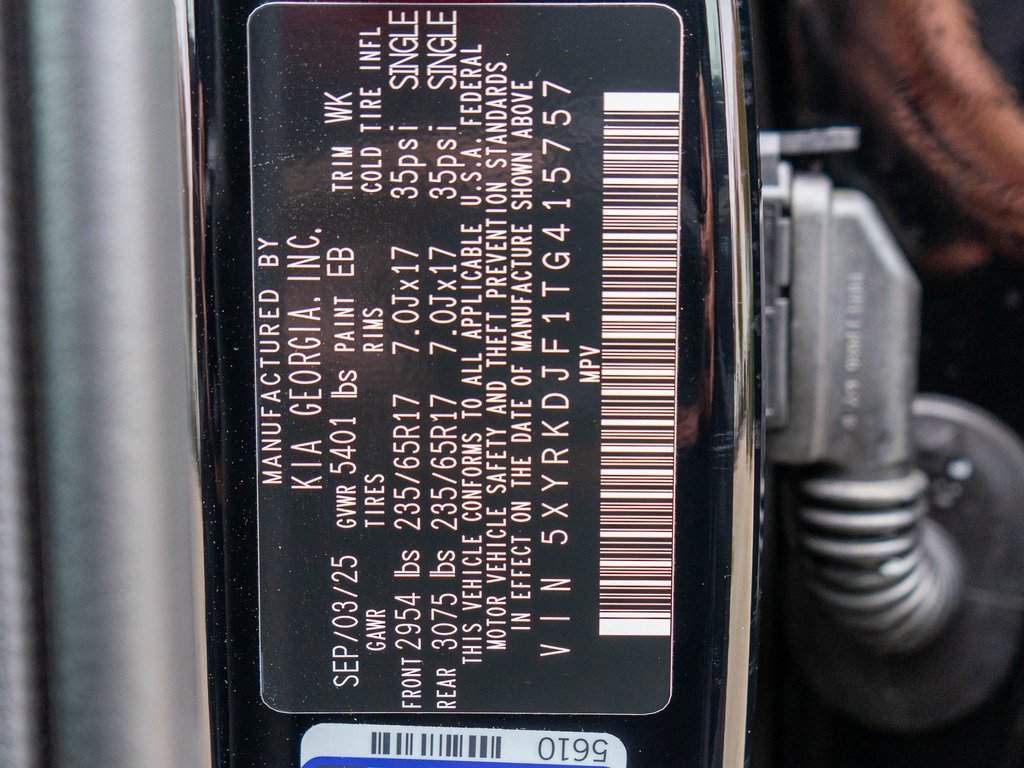 MANUFACTURED BY
KIA GEORGIA. INC.
SEP/03/25 GVWR 5401 lbs PAINT EB TRIM WK
GAWR TIRES RIMS COLD TIRE INFL
FRONT 2954 lbs 235/65R17 7.0Jx17 35psi SINGLE
REAR 3075 lbs 235/65R17 7.0Jx17 35psi SINGLE
THIS VEHICLE CONFORMS TO ALL APPLICABLE U.S.A. FEDERAL
MOTOR VEHICLE SAFETY AND THEFT PREVENTION STANDARDS
IN EFFECT ON THE DATE OF MANUFACTURE SHOWN ABOVE
VIN 5XYRKDJF1TG415757
MPV
5610